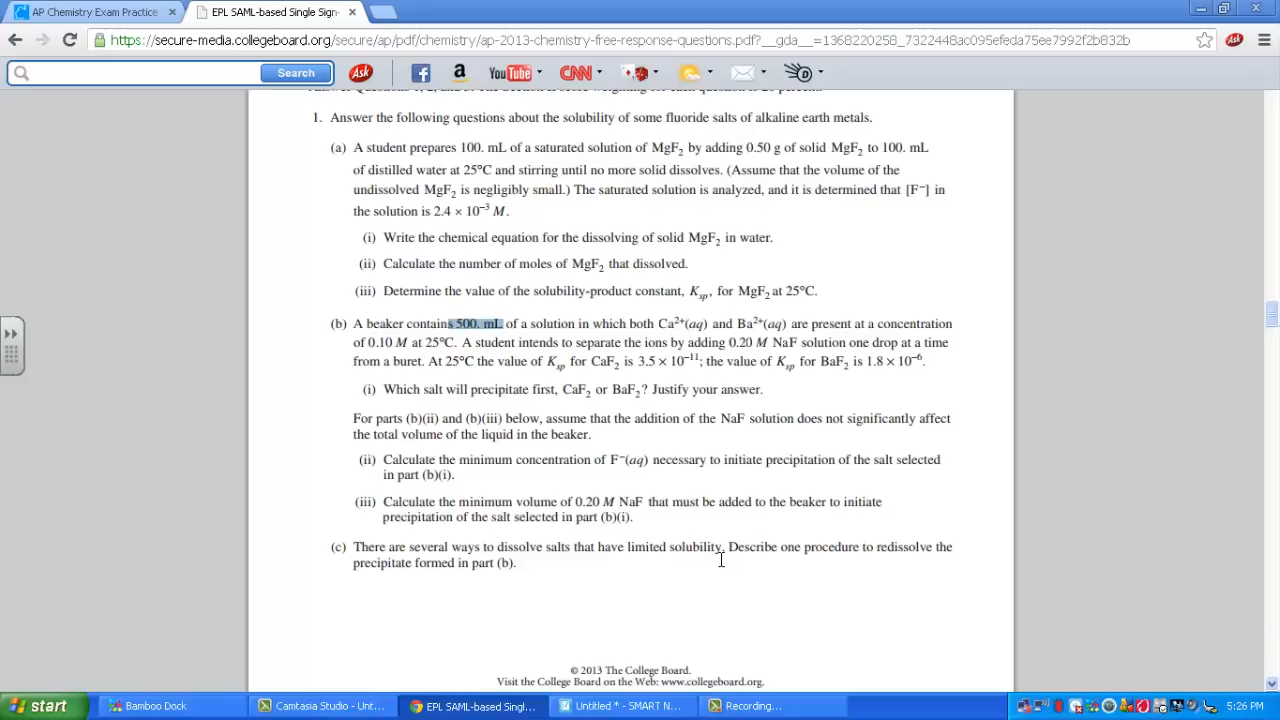 AP Chemistry Exam Practice
EPL SAML-based Single Sign-
https://secure-media.collegeboard.org/secure/ap/pdf/chemistry/ap-2013-chemistry-free-response-questions.pdf?__gda__=1368220258_7322448ac095efeda75ee7992f2b832b
Ask
Search
Ask
a
YouTube
CNN
1. Answer the following questions about the solubility of some fluoride salts of alkaline earth metals.
(a) A student prepares 100. mL of a saturated solution of MgF₂ by adding 0.50 g of solid MgF₂ to 100. mL
of distilled water at 25°C and stirring until no more solid dissolves. (Assume that the volume of the
undissolved MgF₂ is negligibly small.) The saturated solution is analyzed, and it is determined that [F⁻] in
the solution is 2.4 × 10⁻³ M.
(i) Write the chemical equation for the dissolving of solid MgF₂ in water.
(ii) Calculate the number of moles of MgF₂ that dissolved.
(iii) Determine the value of the solubility-product constant, Ksp, for MgF₂ at 25°C.
(b) A beaker contains 500. mL of a solution in which both Ca²⁺(aq) and Ba²⁺(aq) are present at a concentration
of 0.10 M at 25°C. A student intends to separate the ions by adding 0.20 M NaF solution one drop at a time
from a buret. At 25°C the value of Ksp for CaF₂ is 3.5 × 10⁻¹¹; the value of Ksp for BaF₂ is 1.8 × 10⁻⁶.
(i) Which salt will precipitate first, CaF₂ or BaF₂? Justify your answer.
For parts (b)(ii) and (b)(iii) below, assume that the addition of the NaF solution does not significantly affect
the total volume of the liquid in the beaker.
(ii) Calculate the minimum concentration of F⁻(aq) necessary to initiate precipitation of the salt selected
in part (b)(i).
(iii) Calculate the minimum volume of 0.20 M NaF that must be added to the beaker to initiate
precipitation of the salt selected in part (b)(i).
(c) There are several ways to dissolve salts that have limited solubility. Describe one procedure to redissolve the
precipitate formed in part (b).
© 2013 The College Board.
Visit the College Board on the Web: www.collegeboard.org.
start
Bamboo Dock
Camtasia Studio - Unt...
EPL SAML-based Singl...
Untitled * - SMART N...
Recording...
5:26 PM